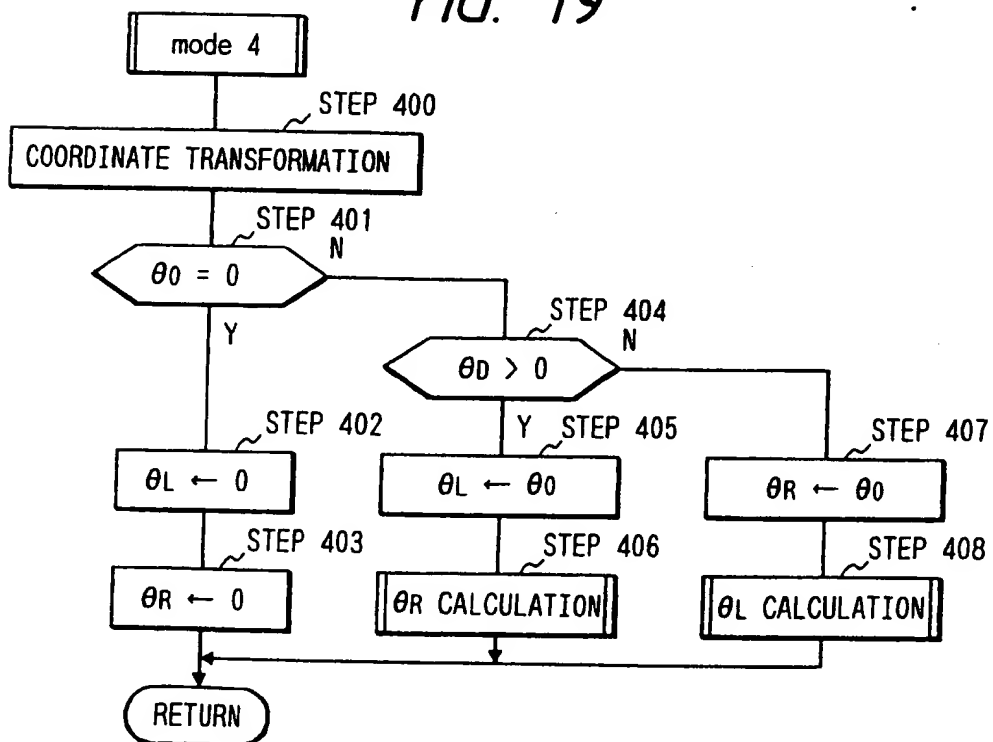 FIG. 19
mode 4
STEP 400
COORDINATE TRANSFORMATION
STEP 401
θ0 = 0
N
Y
STEP 404
θD > 0
N
Y
STEP 402
θL ← 0
STEP 405
θL ← θ0
STEP 407
θR ← θ0
STEP 403
θR ← 0
STEP 406
θR CALCULATION
STEP 408
θL CALCULATION
RETURN